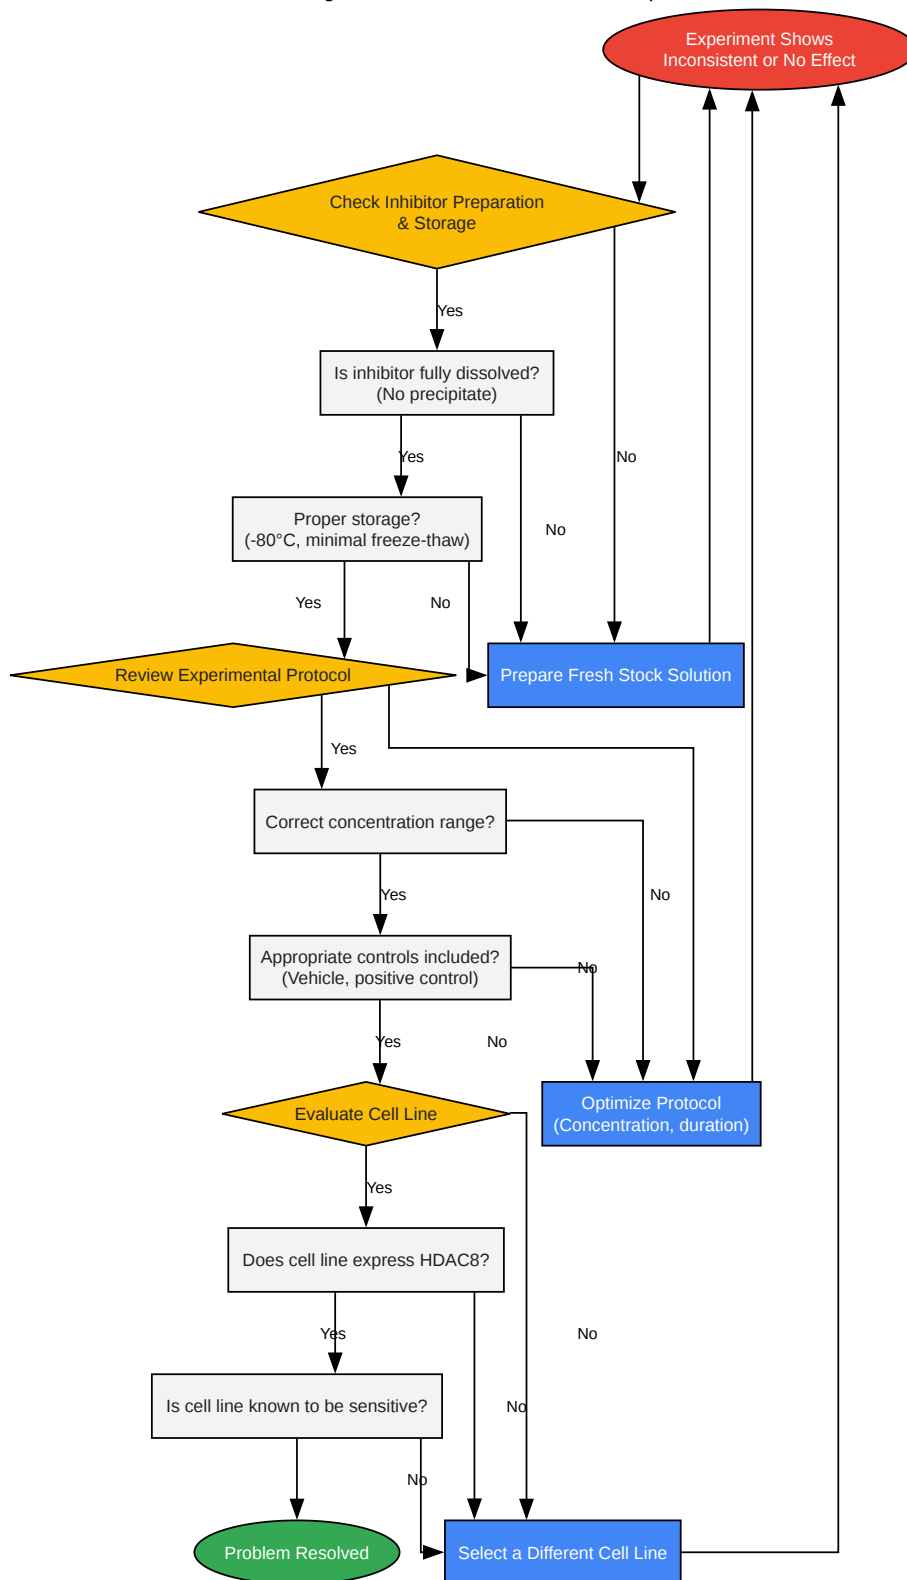 Experiment Shows
Inconsistent or No Effect
Check Inhibitor Preparation
& Storage
Yes
Is inhibitor fully dissolved?
(No precipitate)
Yes
No
Proper storage?
(-80°C, minimal freeze-thaw)
No
Yes
No
Review Experimental Protocol
Prepare Fresh Stock Solution
Yes
Correct concentration range?
Yes
No
Appropriate controls included?
(Vehicle, positive control)
No
Yes
No
Optimize Protocol
(Concentration, duration)
Evaluate Cell Line
Yes
Does cell line express HDAC8?
Yes
No
Is cell line known to be sensitive?
No
No
Problem Resolved
Select a Different Cell Line